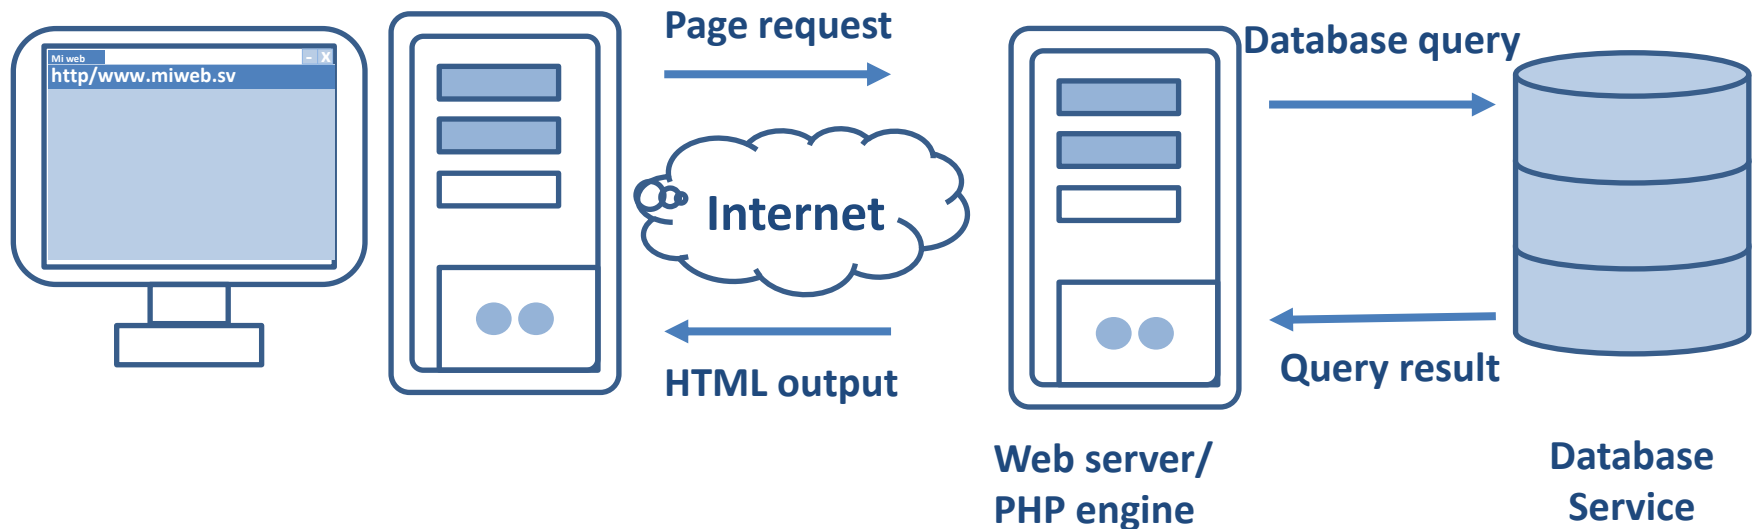 Mi web
- X
http/www.miweb.sv
Page request
Internet
HTML output
Database query
Query result
Web server/
PHP engine
Database
Service